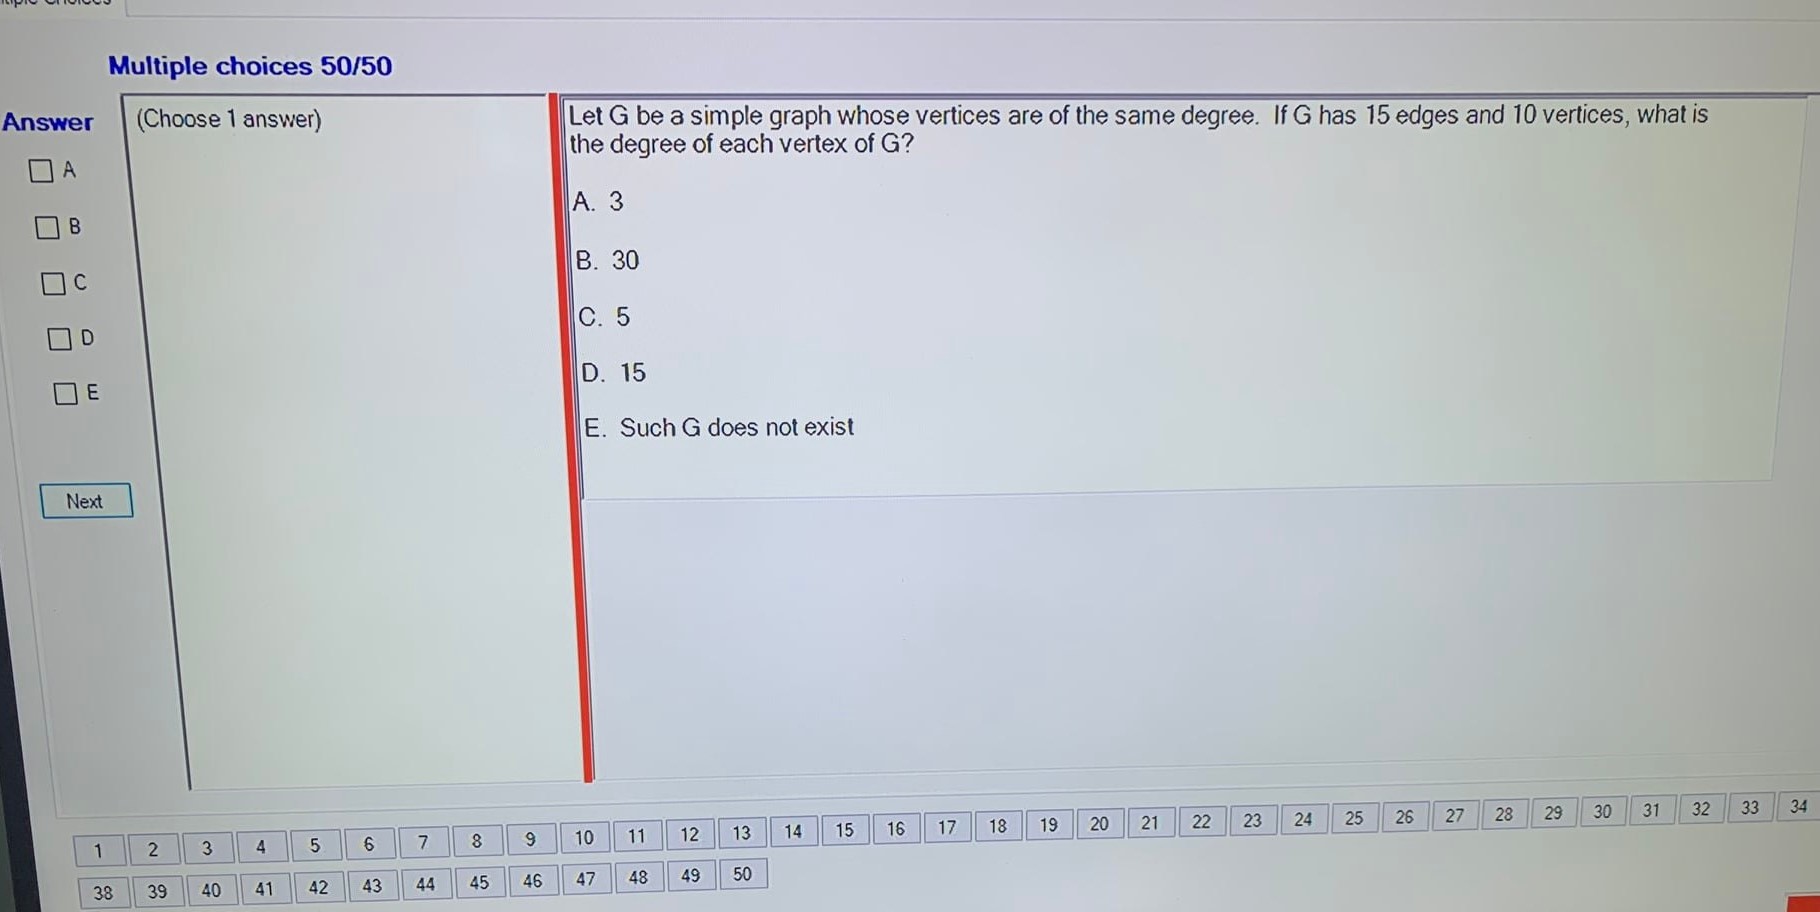 Multiple choices 50/50
Answer
(Choose 1 answer)
A
B
C
D
E
Next
Let G be a simple graph whose vertices are of the same degree. If G has 15 edges and 10 vertices, what is
the degree of each vertex of G?
A. 3
B. 30
C. 5
D. 15
E. Such G does not exist
1 2 3 4 5 6 7 8 9 10 11 12 13 14 15 16 17 18 19 20 21 22 23 24 25 26 27 28 29 30 31 32 33 34
38 39 40 41 42 43 44 45 46 47 48 49 50